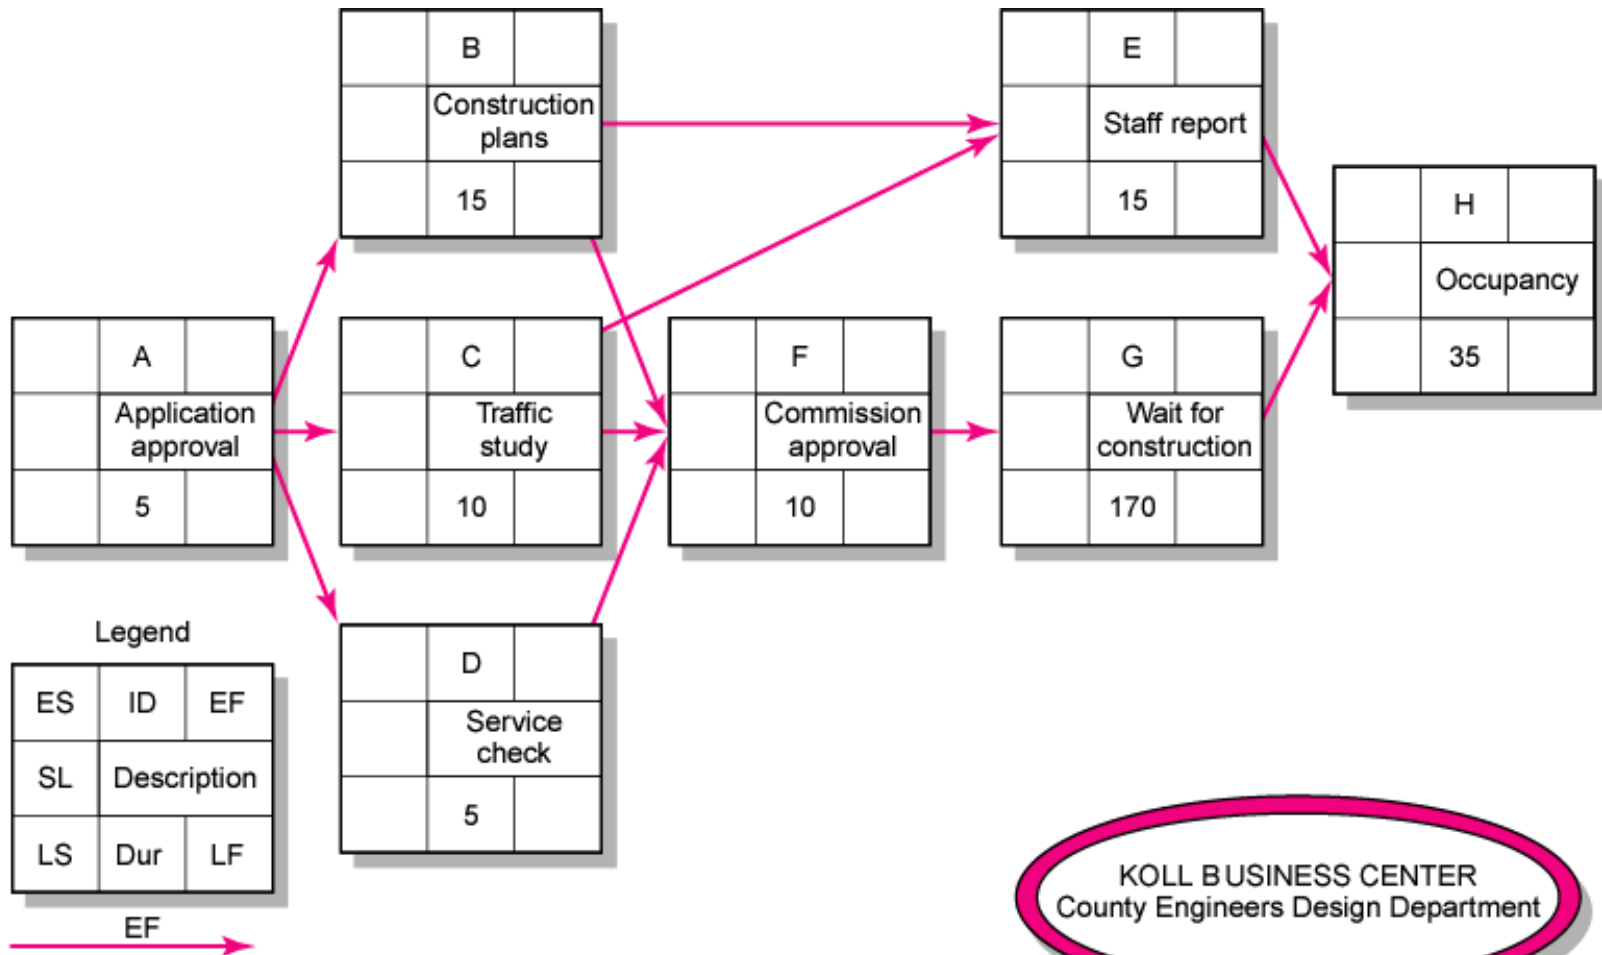 B
Construction
plans
15
E
Staff report
15
H
Occupancy
35
A
Application
approval
5
C
Traffic
study
10
F
Commission
approval
10
G
Wait for
construction
170
D
Service
check
5
Legend
ES ID EF
SL Description
LS Dur LF
EF
KOLL BUSINESS CENTER
County Engineers Design Department